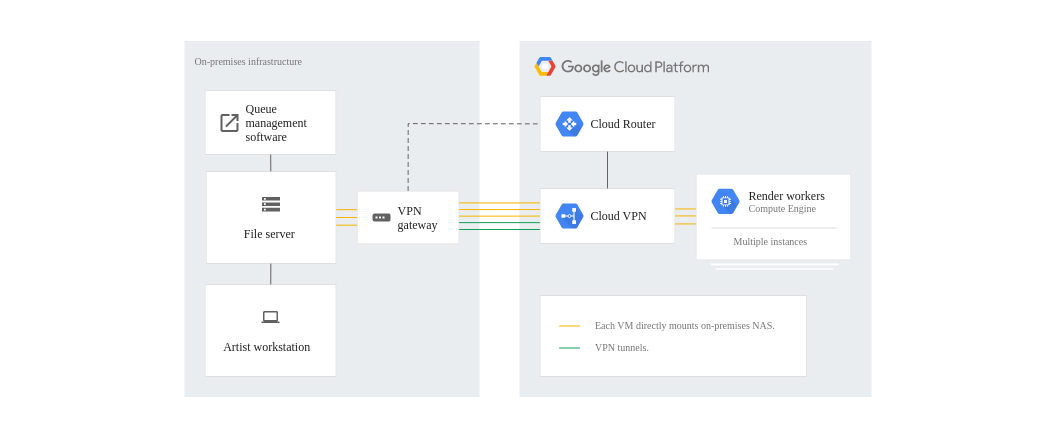 On-premises infrastructure
Queue
management
software
File server
Artist workstation
VPN
gateway
Google Cloud Platform
Cloud Router
Cloud VPN
Render workers
Compute Engine
Multiple instances
Each VM directly mounts on-premises NAS.
VPN tunnels.